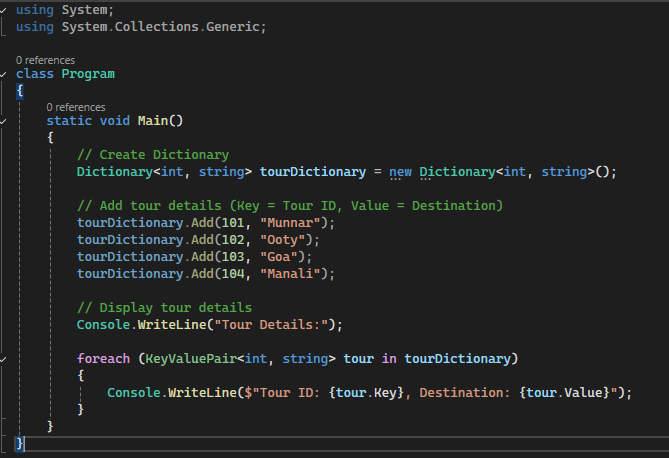 using System;
using System.Collections.Generic;
0 references
class Program
{
0 references
static void Main()
{
// Create Dictionary
Dictionary<int, string> tourDictionary = new Dictionary<int, string>();
// Add tour details (Key = Tour ID, Value = Destination)
tourDictionary.Add(101, "Munnar");
tourDictionary.Add(102, "Ooty");
tourDictionary.Add(103, "Goa");
tourDictionary.Add(104, "Manali");
// Display tour details
Console.WriteLine("Tour Details:");
foreach (KeyValuePair<int, string> tour in tourDictionary)
{
Console.WriteLine($"Tour ID: {tour.Key}, Destination: {tour.Value}");
}
}
}